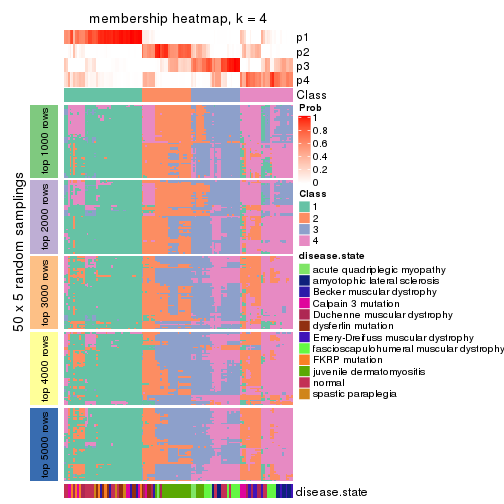 membership heatmap, k = 4
p1
p2
p3
p4
Class
Prob
1
0.8
0.6
0.4
0.2
0
Class
1
2
3
4
disease.state
acute quadriplegic myopathy
amyotrophic lateral sclerosis
Becker muscular dystrophy
Calpain 3 mutation
Duchenne muscular dystrophy
dysferlin mutation
Emery-Dreifuss muscular dystrophy
fascioscapulohumeral muscular dystrophy
FKRP mutation
juvenile dermatomyositis
normal
spastic paraplegia
50 x 5 random samplings
top 1000 rows
top 2000 rows
top 3000 rows
top 4000 rows
top 5000 rows
disease.state